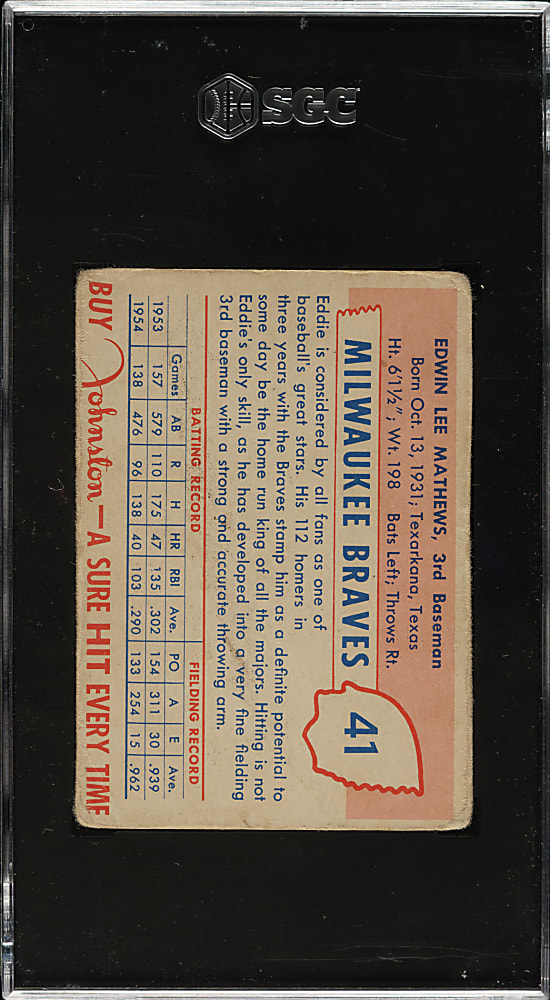 SGC
EDWIN LEE MATHEWS, 3rd Baseman
Born Oct. 13, 1931; Texarkana, Texas
Ht. 6'1½"; Wt. 198 Bats Left; Throws Rt.
MILWAUKEE BRAVES
41
Eddie is considered by all fans as one of
baseball's great stars. His 112 homers in
three years with the Braves stamp him as a definite potential to
some day be the home run king of all the majors. Hitting is not
Eddie's only skill, as he has developed into a very fine fielding
3rd baseman with a strong and accurate throwing arm.
BATTING RECORD FIELDING RECORD
Games AB R H HR RBI Ave. PO A E Ave.
1953 157 579 110 175 47 135 .302 154 311 30 .939
1954 138 476 96 138 40 103 .290 133 254 15 .962
BUY Johnston — A SURE HIT EVERY TIME